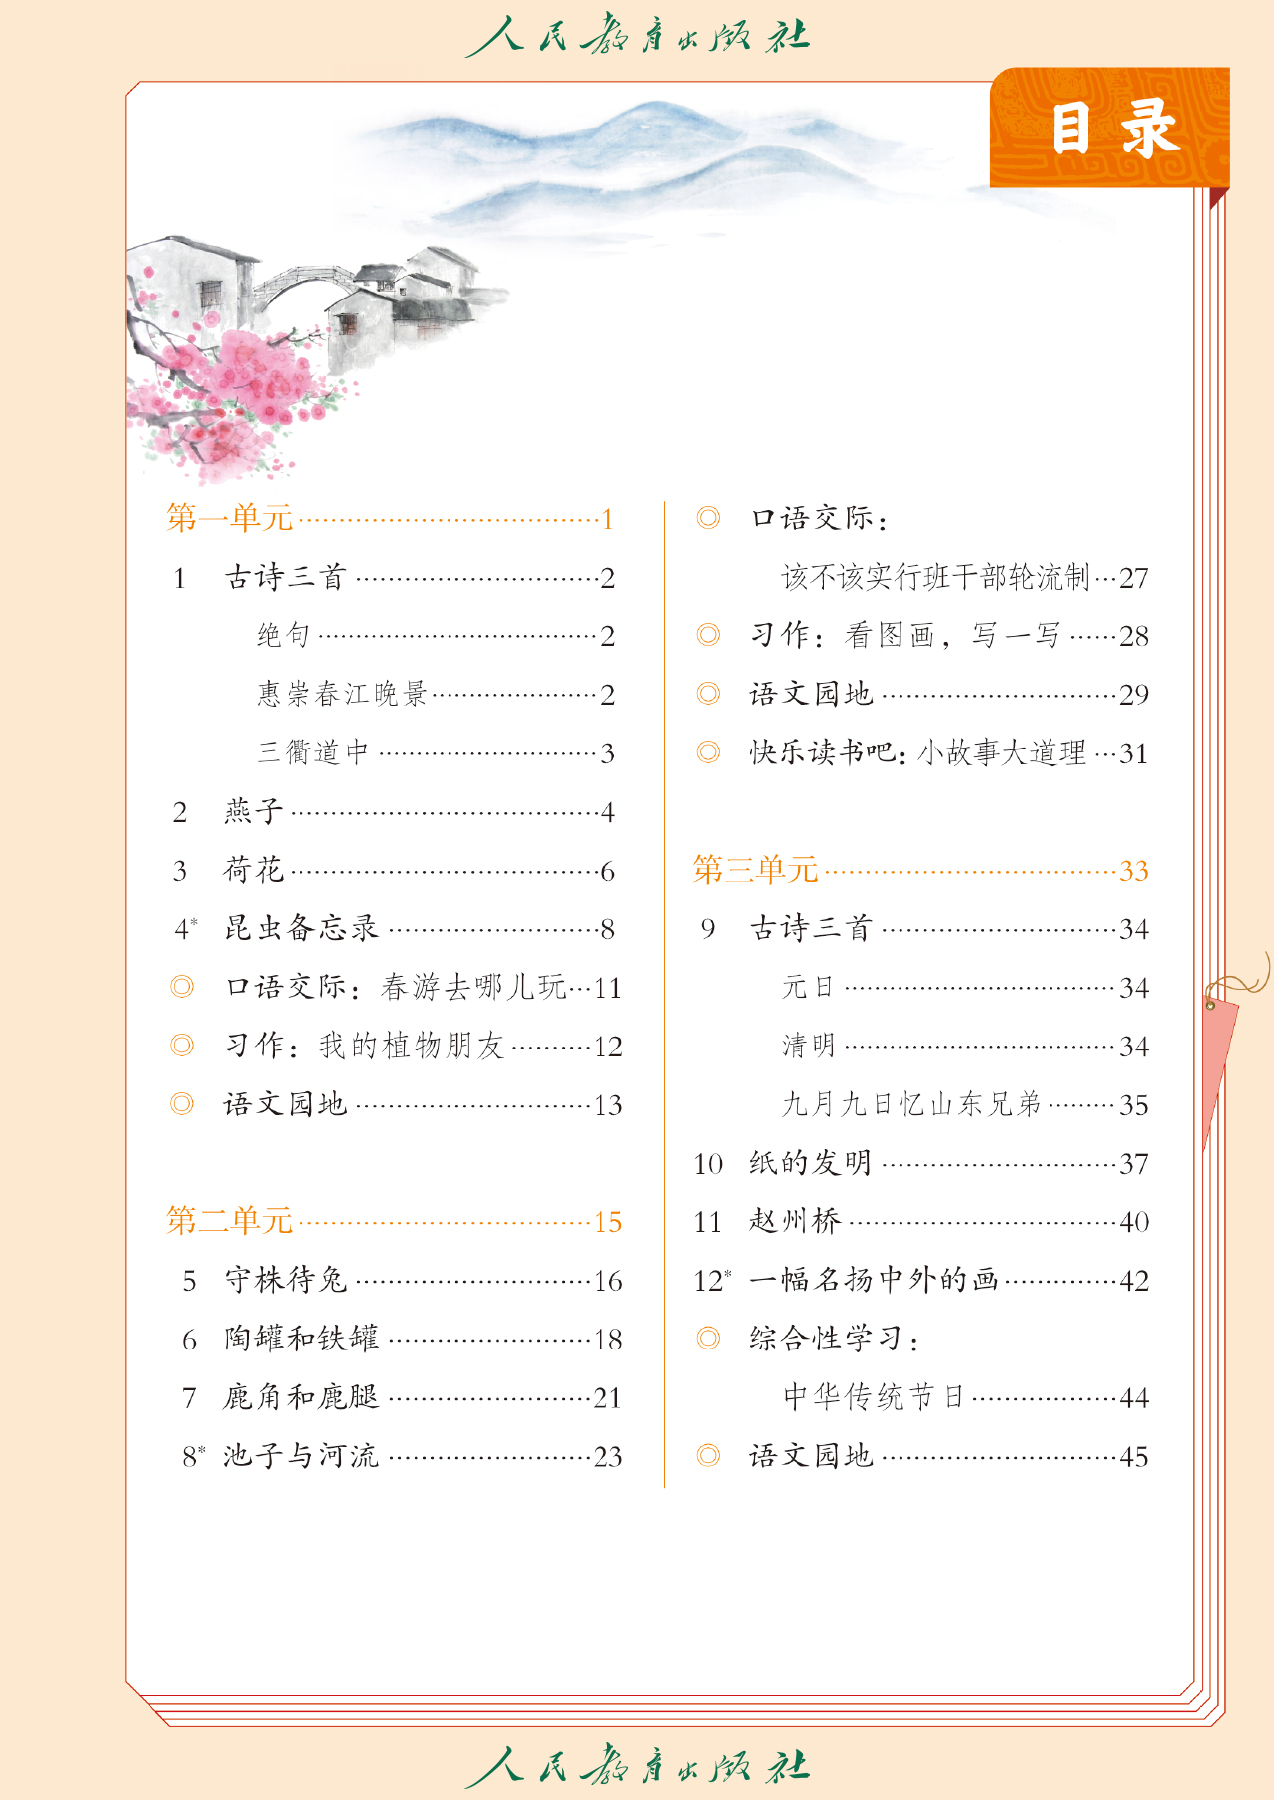 人民教育出版社
目录
第一单元…………………………………1
1 古诗三首…………………………2
绝句………………………………2
惠崇春江晚景…………………2
三衢道中………………………3
2 燕子…………………………………4
3 荷花…………………………………6
4* 昆虫备忘录………………………8
◎ 口语交际：春游去哪儿玩…11
◎ 习作：我的植物朋友………12
◎ 语文园地…………………………13
第二单元………………………………15
5 守株待兔…………………………16
6 陶罐和铁罐……………………18
7 鹿角和鹿腿……………………21
8* 池子与河流……………………23
◎ 口语交际：
该不该实行班干部轮流制…27
◎ 习作：看图画，写一写……28
◎ 语文园地…………………………29
◎ 快乐读书吧：小故事大道理…31
第三单元………………………………33
9 古诗三首…………………………34
元日………………………………34
清明………………………………34
九月九日忆山东兄弟………35
10 纸的发明…………………………37
11 赵州桥……………………………40
12* 一幅名扬中外的画……………42
◎ 综合性学习：
中华传统节日………………44
◎ 语文园地…………………………45
人民教育出版社